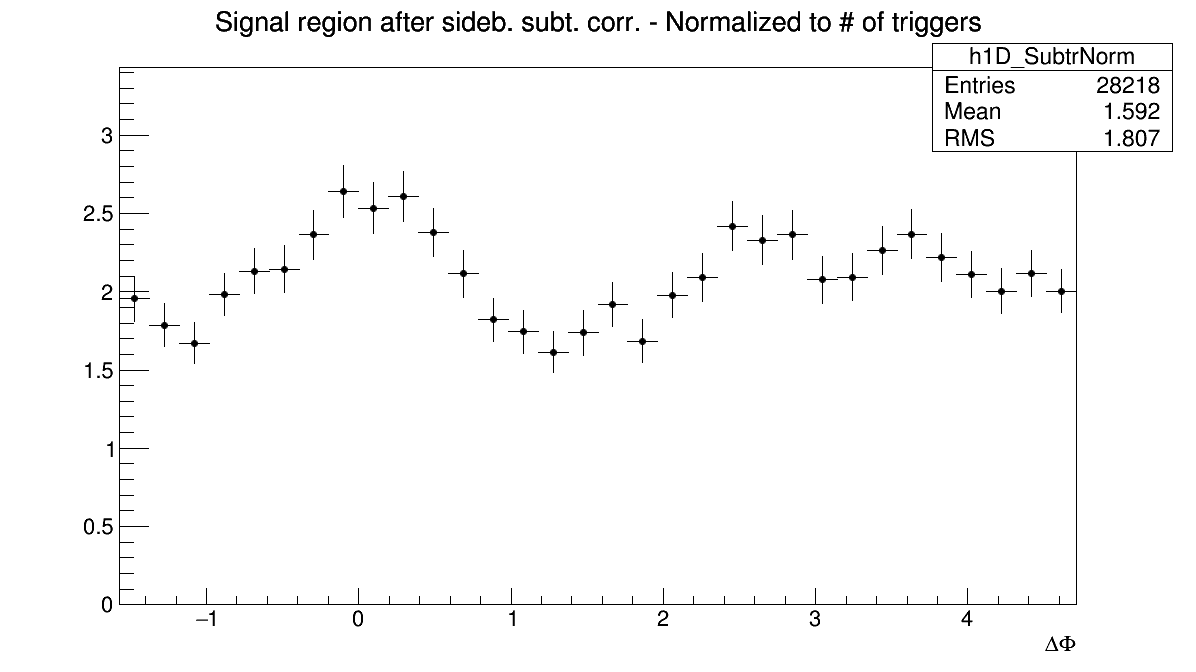 Signal region after sideb. subt. corr. - Normalized to # of triggers
h1D_SubtrNorm
Entries 28218
Mean 1.592
RMS 1.807
3
2.5
2
1.5
1
0.5
0
−1 0 1 2 3 4
ΔΦ